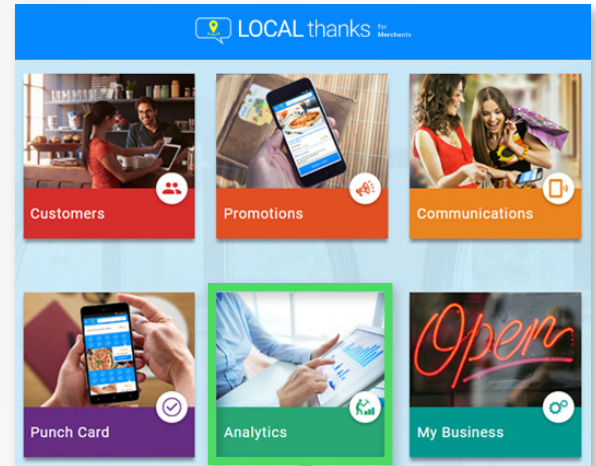 LOCAL thanks for Merchants
Customers
Promotions
Communications
Punch Card
Analytics
My Business
Open